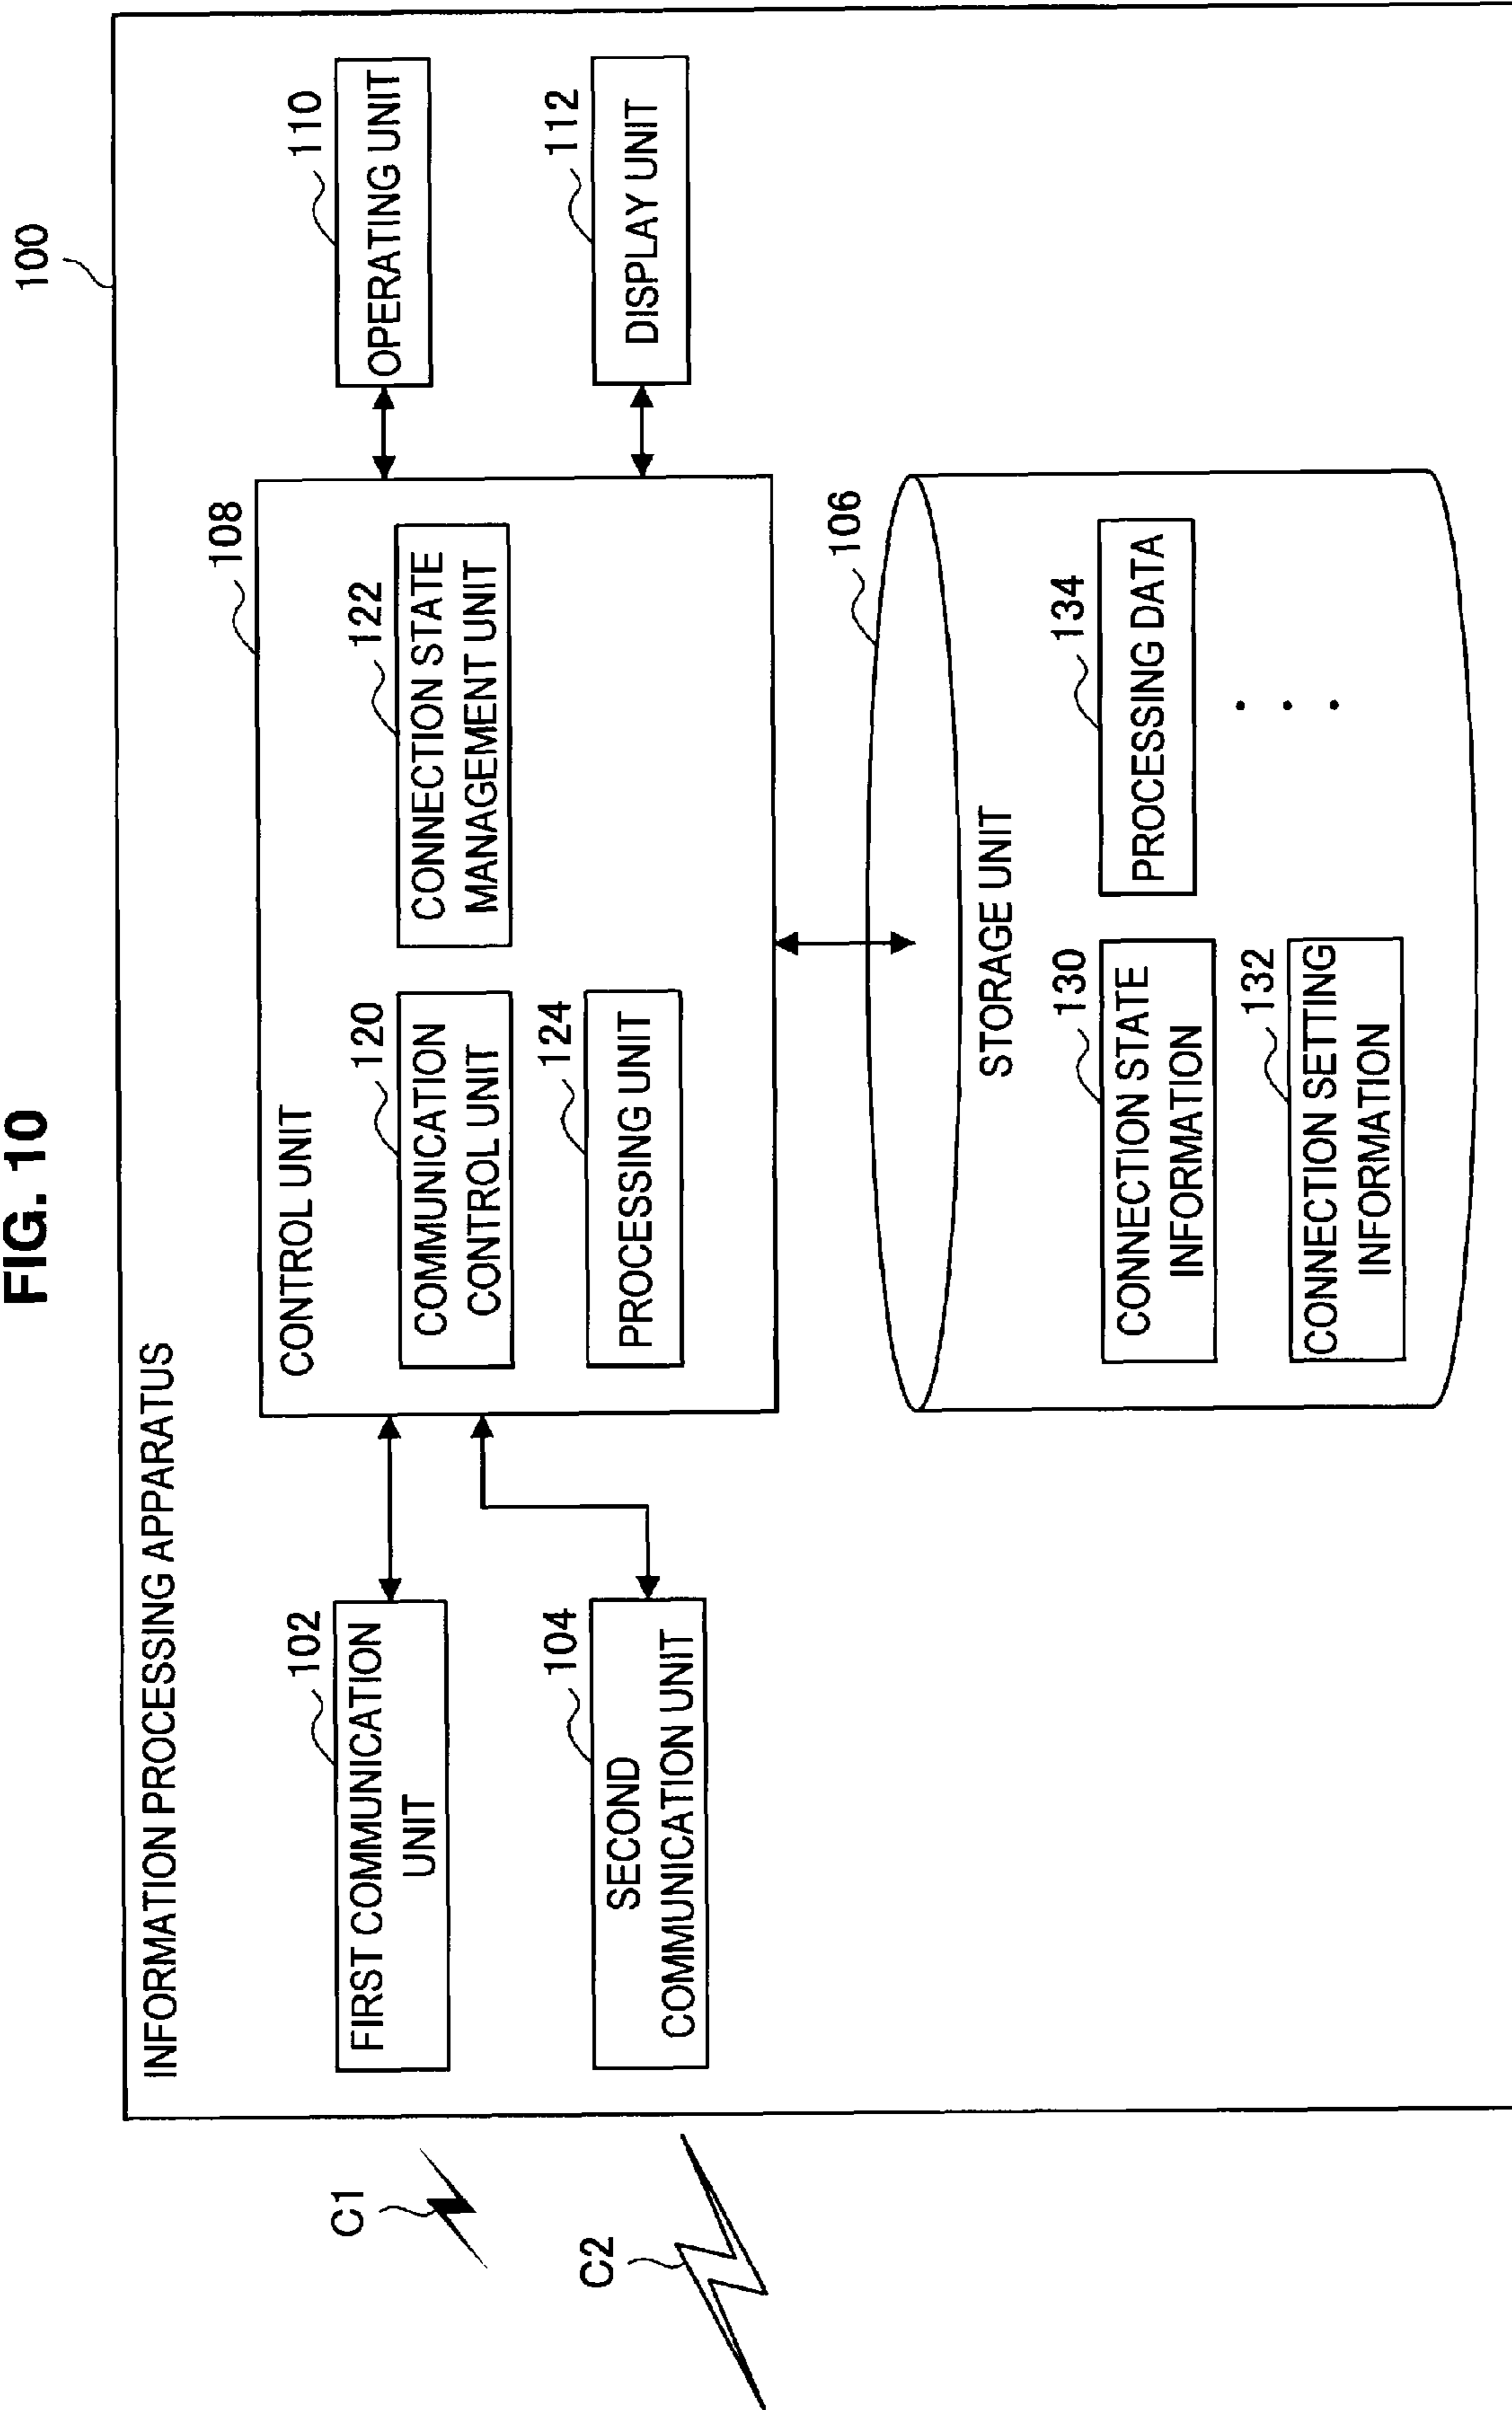 FIG. 10
100
INFORMATION PROCESSING APPARATUS
C1
C2
102
FIRST COMMUNICATION
UNIT
104
SECOND
COMMUNICATION UNIT
108
CONTROL UNIT
120
COMMUNICATION
CONTROL UNIT
122
CONNECTION STATE
MANAGEMENT UNIT
124
PROCESSING UNIT
110
OPERATING UNIT
112
DISPLAY UNIT
106
STORAGE UNIT
130
CONNECTION STATE
INFORMATION
134
PROCESSING DATA
132
CONNECTION SETTING
INFORMATION